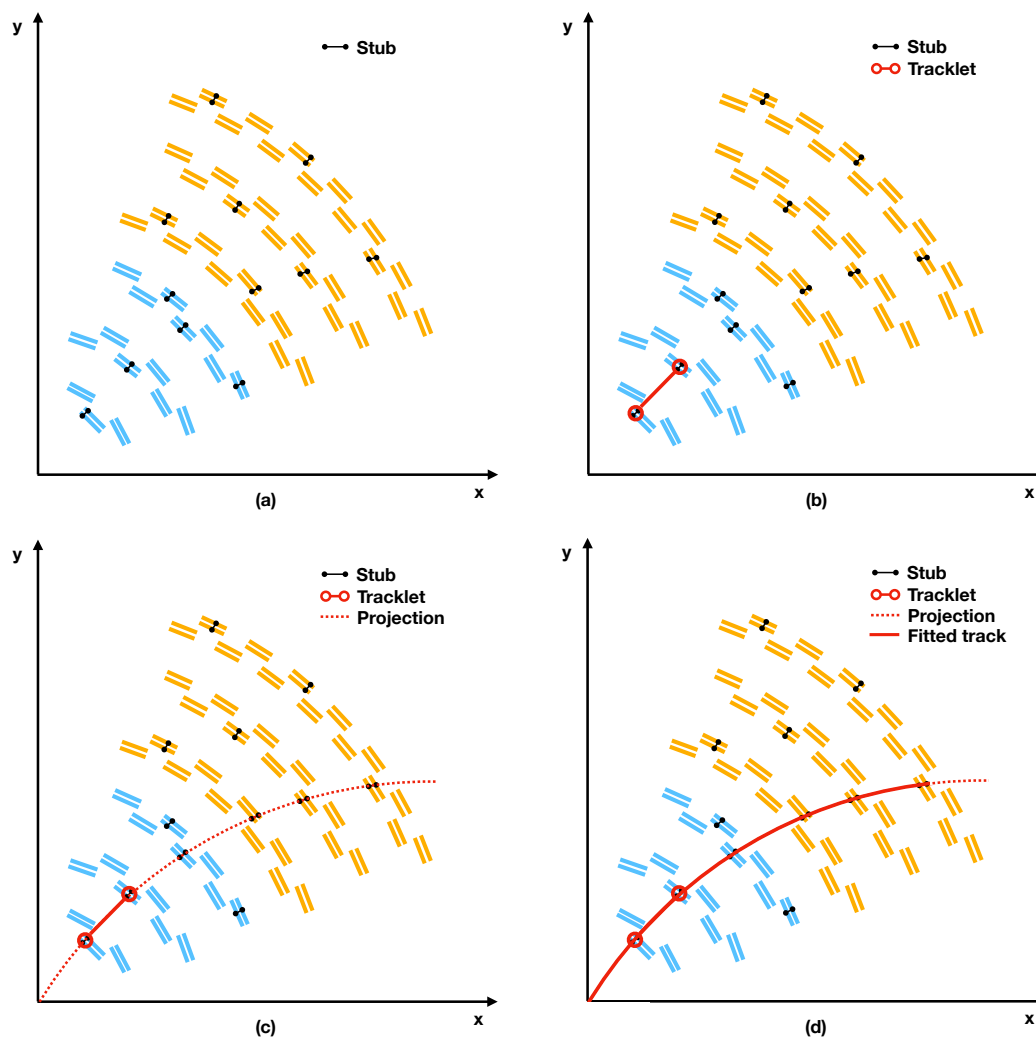 y
Stub
x
(a)
y
Stub
Tracklet
x
(b)
y
Stub
Tracklet
Projection
x
(c)
y
Stub
Tracklet
Projection
Fitted track
x
(d)